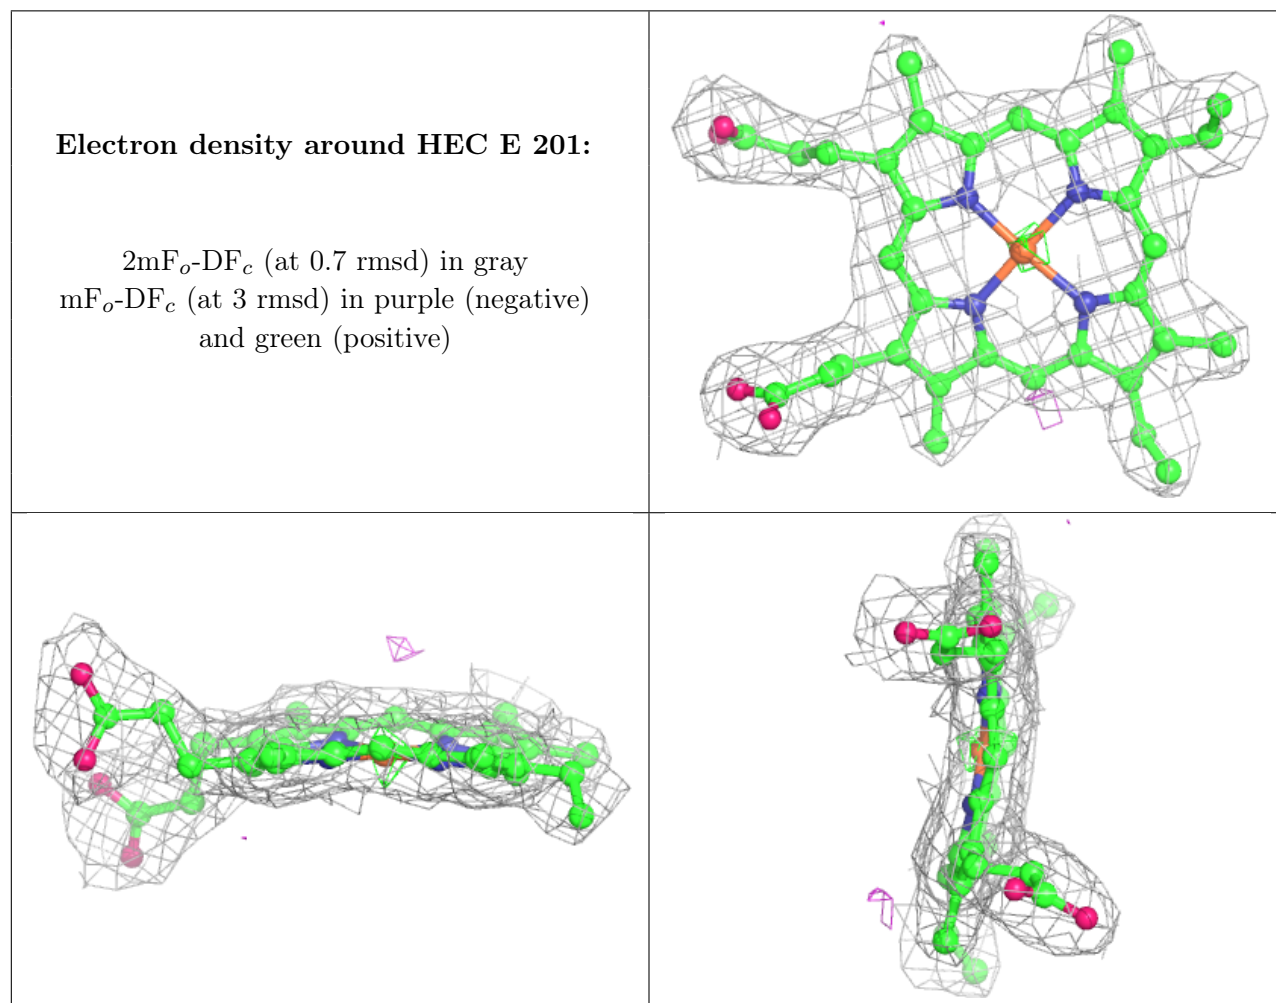 Electron density around HEC E 201:
2mFo-DFc (at 0.7 rmsd) in gray
mFo-DFc (at 3 rmsd) in purple (negative)
and green (positive)